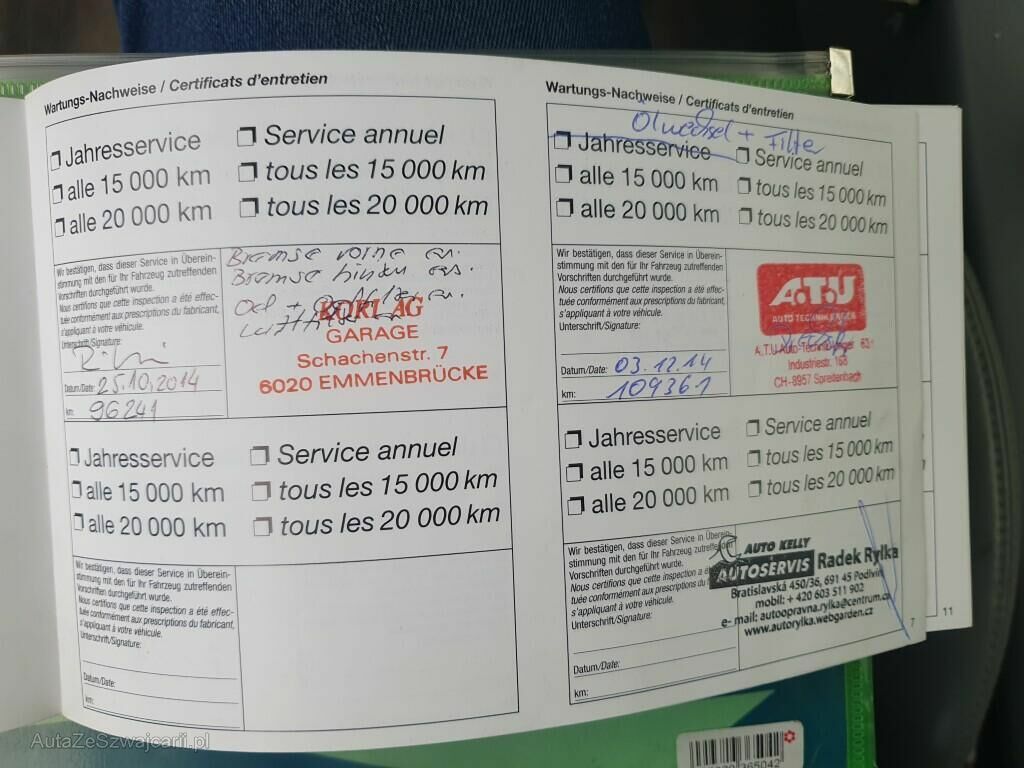 Wartungs-Nachweise / Certificats d'entretien
Jahresservice
Service annuel
alle 15 000 km
tous les 15 000 km
alle 20 000 km
tous les 20 000 km
Wir bestätigen, dass dieser Service in Überein-
stimmung mit den für Ihr Fahrzeug zutreffenden
Vorschriften durchgeführt wurde.
Nous certifions que cette inspection a été effec-
tuée conformément aux prescriptions du fabricant,
s'appliquant à votre véhicule.
Unterschrift/Signature:
Datum/Date: 25.10.2014
km: 96241
Bremse vorne
Bremse hinten
AG
GARAGE
Schachenstr. 7
6020 EMMENBRÜCKE
Jahresservice
Service annuel
alle 15 000 km
tous les 15 000 km
alle 20 000 km
tous les 20 000 km
Wir bestätigen, dass dieser Service in Überein-
stimmung mit den für Ihr Fahrzeug zutreffenden
Vorschriften durchgeführt wurde.
Nous certifions que cette inspection a été effec-
tuée conformément aux prescriptions du fabricant,
s'appliquant à votre véhicule.
Unterschrift/Signature:
Datum/Date:
km:
Wartungs-Nachweise / Certificats d'entretien
Ölwechsel + Filter
Jahresservice
Service annuel
alle 15 000 km
tous les 15 000 km
alle 20 000 km
tous les 20 000 km
Wir bestätigen, dass dieser Service in Überein-
stimmung mit den für Ihr Fahrzeug zutreffenden
Vorschriften durchgeführt wurde.
Nous certifions que cette inspection a été effec-
tuée conformément aux prescriptions du fabricant,
s'appliquant à votre véhicule.
Unterschrift/Signature:
Datum/Date: 03.12.14
km: 109361
A.T.U
Industriestr. 168
CH-8957 Spreitenbach
Jahresservice
Service annuel
alle 15 000 km
tous les 15 000 km
alle 20 000 km
tous les 20 000 km
Wir bestätigen, dass dieser Service in Überein-
stimmung mit den für Ihr Fahrzeug zutreffenden
Vorschriften durchgeführt wurde.
Nous certifions que cette inspection a
tuée conformément aux prescriptions du
s'appliquant à votre véhicule.
Unterschrift/Signature:
Datum/Date:
km:
AUTO KELLY
AUTOSERVIS Radek Rylka
Bratislavská 450/36, 691 45 Podivín
mobil: + 420 603 511 902
e-mail: autoopravna.rylka@centrum.cz
www.autorylka.webgarden.cz
7
11
365042
AutaZeSzwajcarii.pl